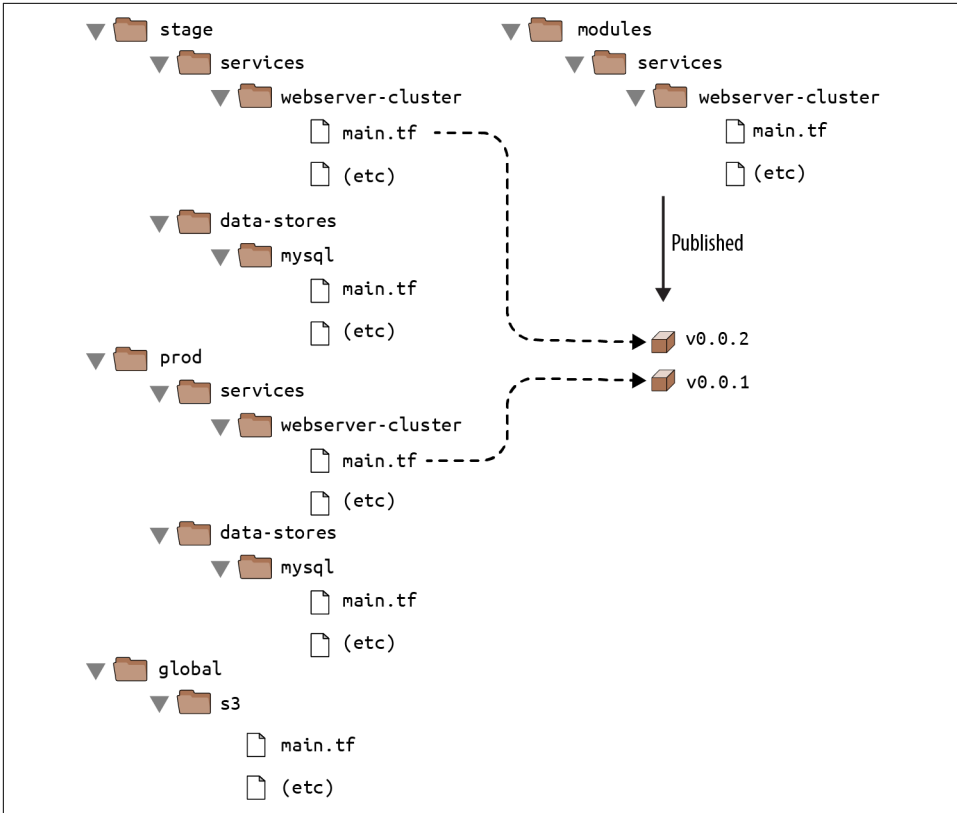 stage
services
webserver-cluster
main.tf
(etc)
data-stores
mysql
main.tf
(etc)
prod
services
webserver-cluster
main.tf
(etc)
data-stores
mysql
main.tf
(etc)
global
s3
main.tf
(etc)
modules
services
webserver-cluster
main.tf
(etc)
Published
v0.0.2
v0.0.1